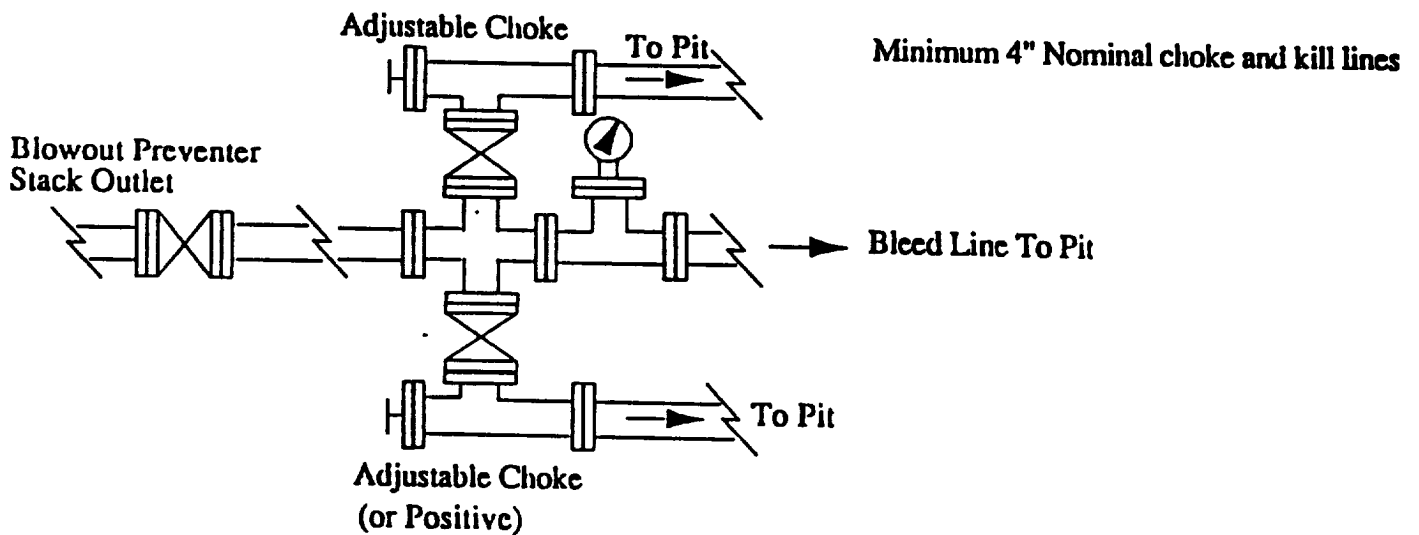 Adjustable Choke
To Pit
Minimum 4" Nominal choke and kill lines
Blowout Preventer
Stack Outlet
Bleed Line To Pit
To Pit
Adjustable Choke
(or Positive)